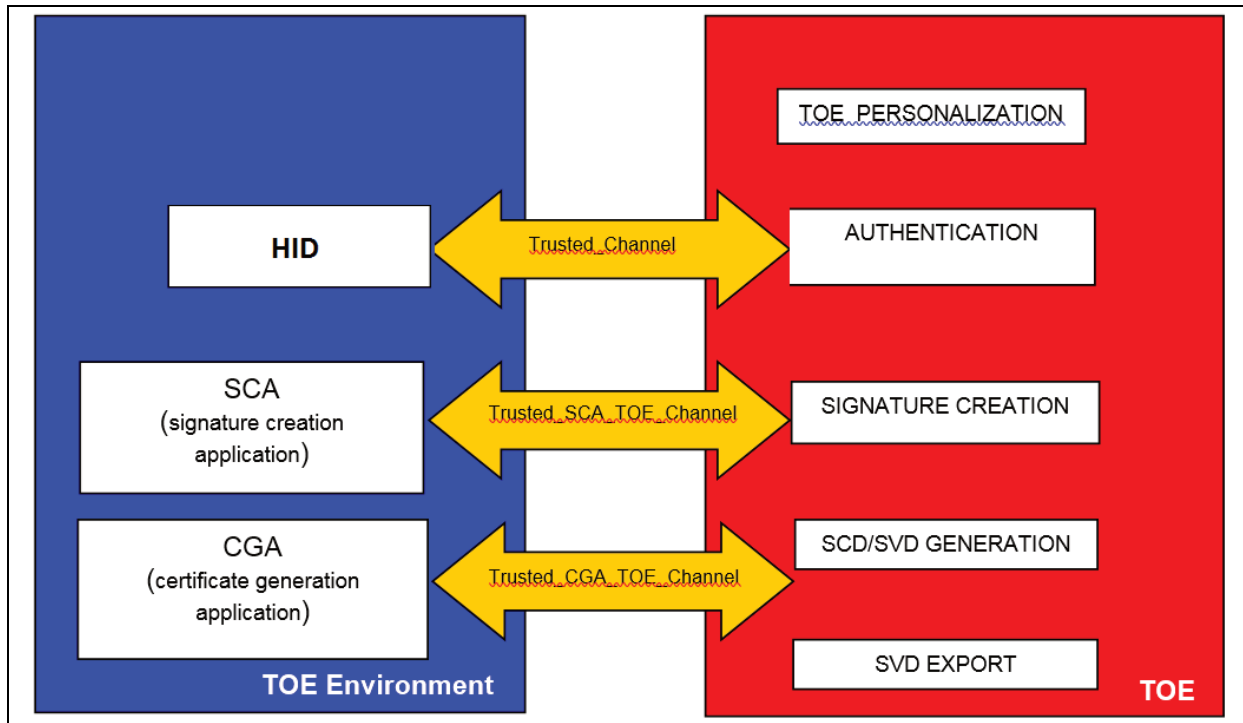 TOE_PERSONALIZATION
HID
Trusted_Channel
AUTHENTICATION
SCA
(signature creation
application)
Trusted_SCA_TOE_Channel
SIGNATURE CREATION
CGA
(certificate generation
application)
Trusted_CGA_TOE_Channel
SCD/SVD GENERATION
SVD EXPORT
TOE Environment
TOE